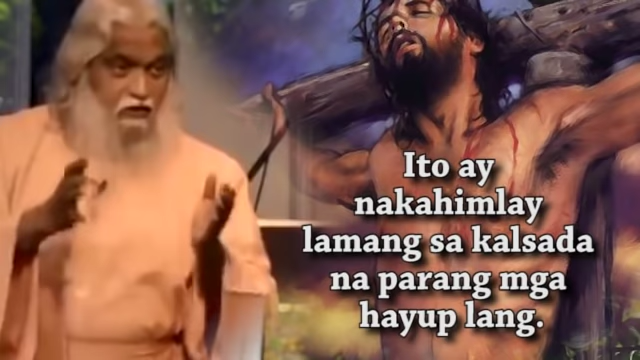 Ito ay
nakahimlay
lamang sa kalsada
na parang mga
hayup lang.